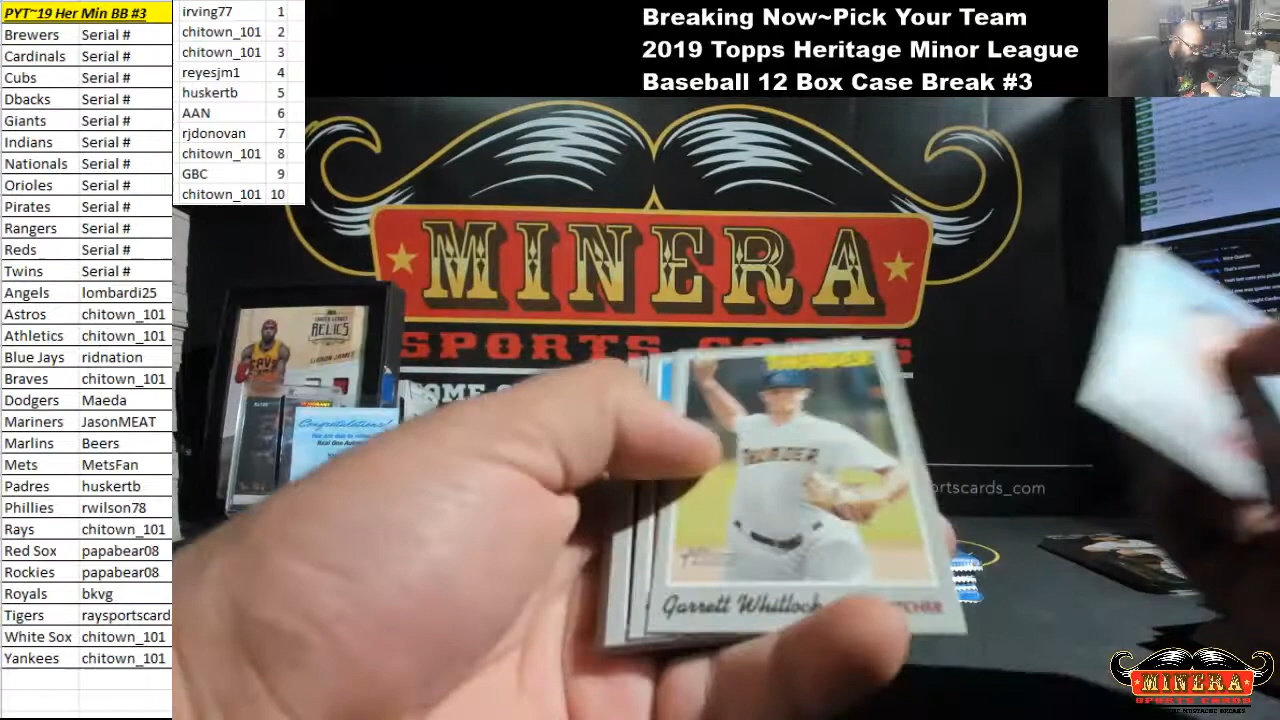 PYT~19 Her Min BB #3
Brewers Serial #
Cardinals Serial #
Cubs Serial #
Dbacks Serial #
Giants Serial #
Indians Serial #
Nationals Serial #
Orioles Serial #
Pirates Serial #
Rangers Serial #
Reds Serial #
Twins Serial #
Angels lombardi25
Astros chitown_101
Athletics chitown_101
Blue Jays ridnation
Braves chitown_101
Dodgers Maeda
Mariners JasonMEAT
Marlins Beers
Mets MetsFan
Padres huskertb
Phillies rwilson78
Rays chitown_101
Red Sox papabear08
Rockies papabear08
Royals bkvg
Tigers raysportscard
White Sox chitown_101
Yankees chitown_101
irving77 1
chitown_101 2
chitown_101 3
reyesjm1 4
huskertb 5
AAN 6
rjdonovan 7
chitown_101 8
GBC 9
chitown_101 10
Breaking Now~Pick Your Team
2019 Topps Heritage Minor League
Baseball 12 Box Case Break #3
MINERA
SPORTS CARDS
RELICS
Congratulations!
THUNDER
Garrett Whitlock
MINERA
SPORTS CARDS